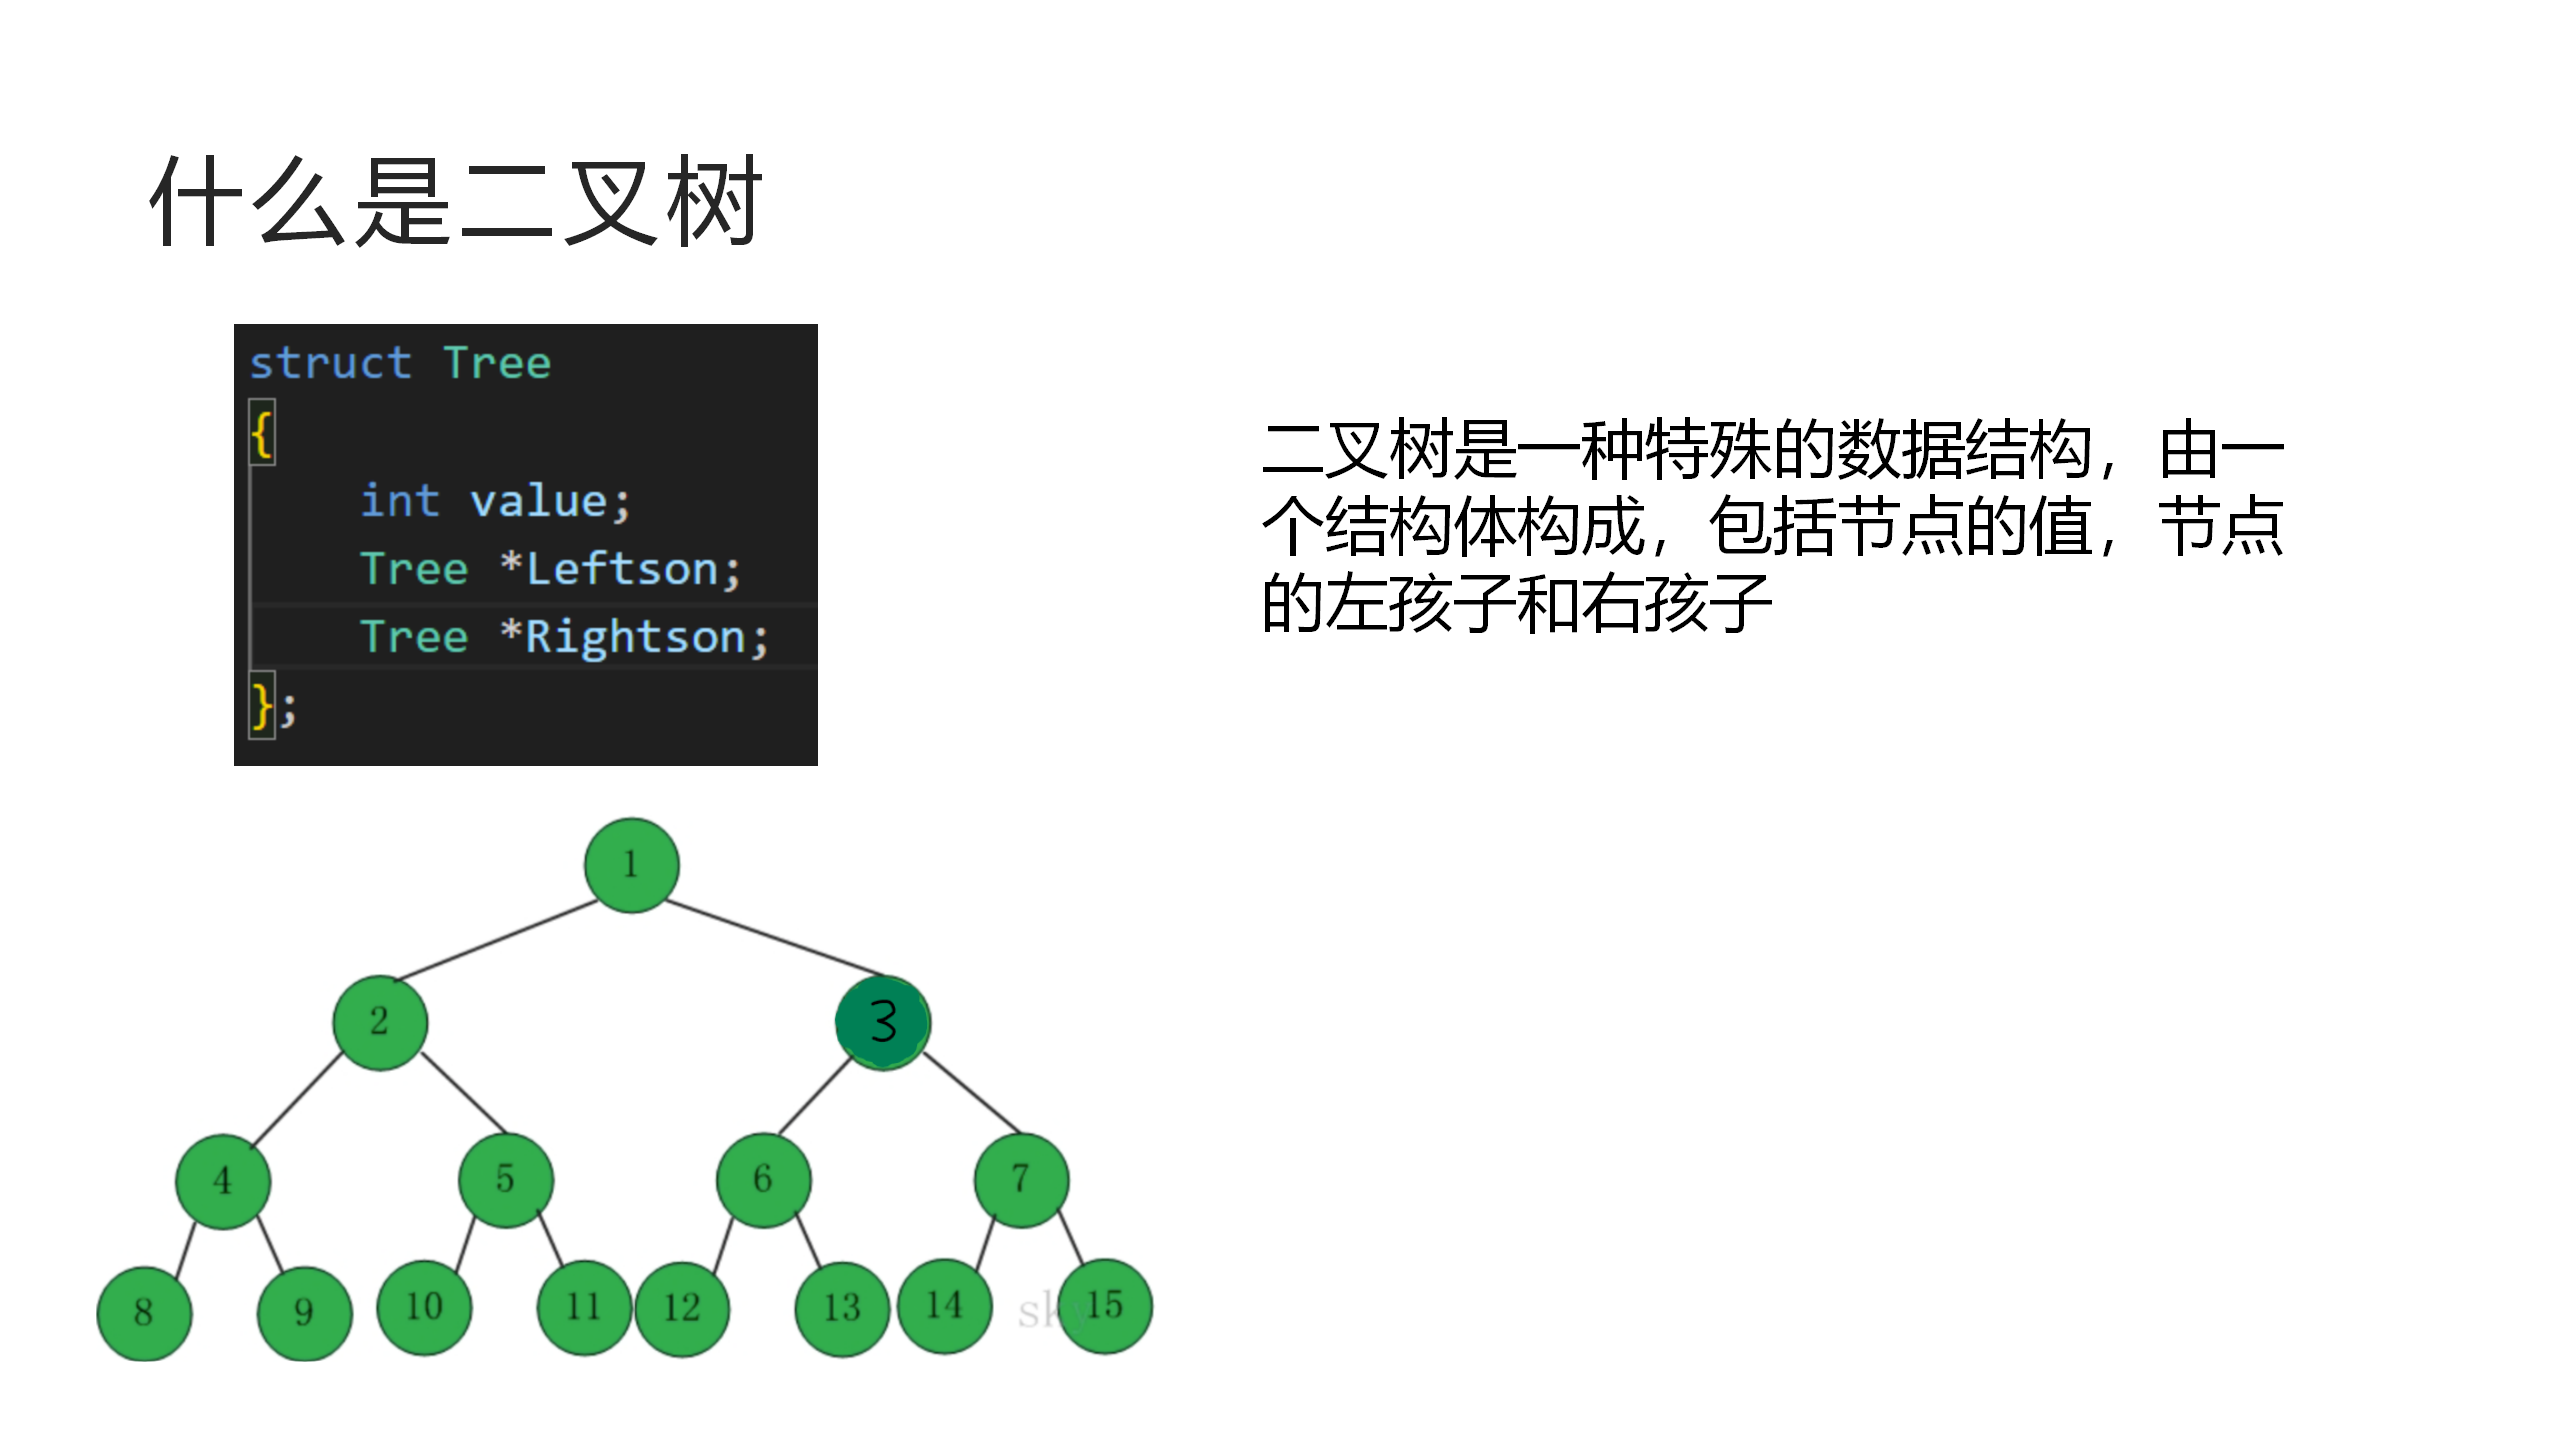 什么是二叉树
struct Tree
{
int value;
Tree *Leftson;
Tree *Rightson;
};
二叉树是一种特殊的数据结构，由一
个结构体构成，包括节点的值，节点
的左孩子和右孩子
1
2 3
4 5 6 7
8 9 10 11 12 13 14 sky 15